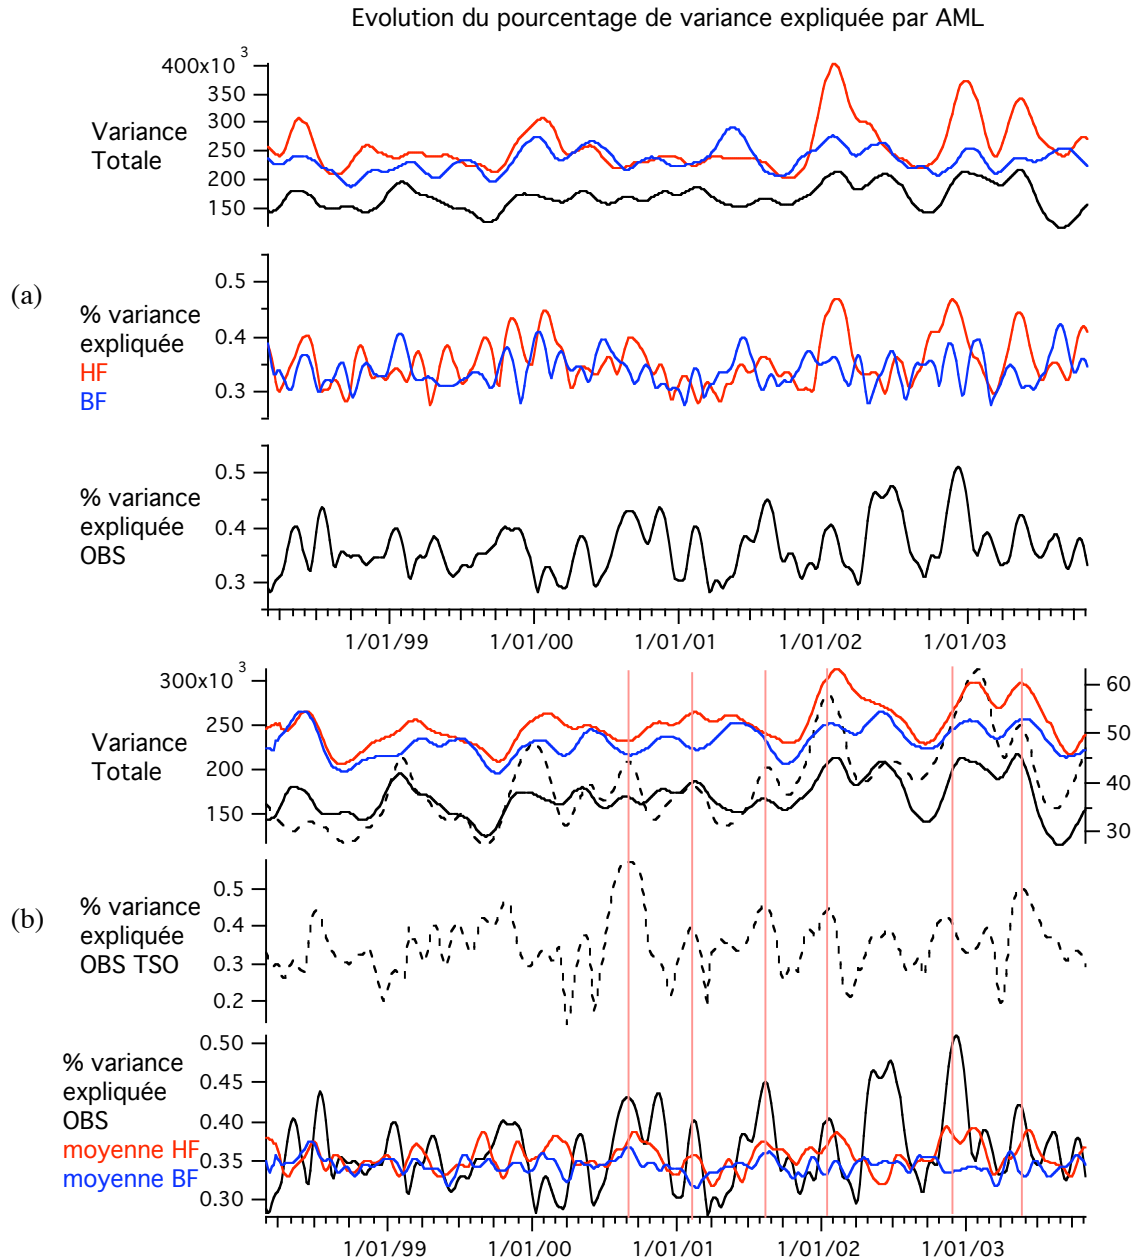 Evolution du pourcentage de variance expliquée par AML
400x10 3
350
300
250
200
150
Variance
Totale
(a)
0.5
0.4
0.3
% variance
expliquée
HF
BF
0.5
0.4
0.3
% variance
expliquée
OBS
1/01/99 1/01/00 1/01/01 1/01/02 1/01/03
300x10 3
250
200
150
Variance
Totale
60
50
40
30
(b)
0.5
0.4
0.3
0.2
% variance
expliquée
OBS TSO
0.50
0.45
0.40
0.35
0.30
% variance
expliquée
OBS
moyenne HF
moyenne BF
1/01/99 1/01/00 1/01/01 1/01/02 1/01/03